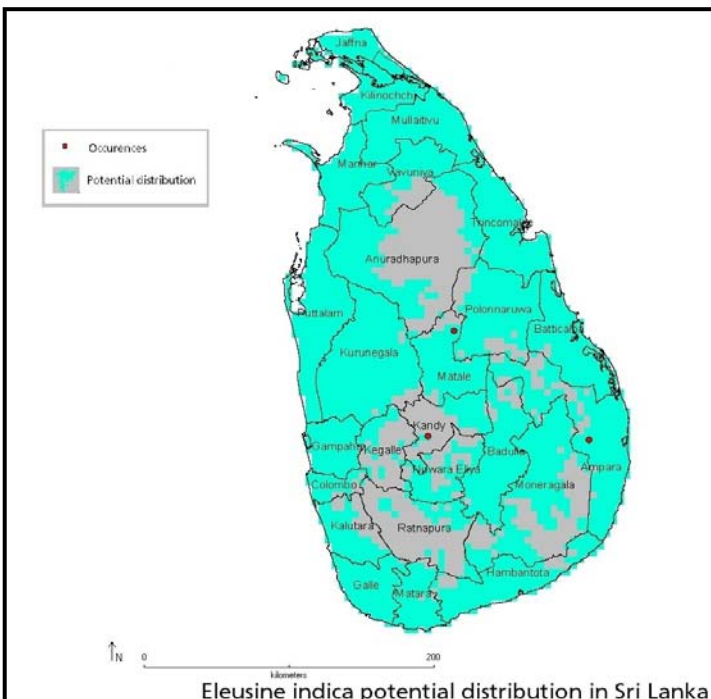 Jaffna
Kilinochchi
Mullaitivu
Occurences
Mannar
Vavuniya
Potential distribution
Trincomalee
Anuradhapura
Puttalam
Polonnaruwa
Batticaloa
Kurunegala
Matale
Kandy
Gampaha
Kegalle
Badulla
Nuwara Eliya
Ampara
Colombo
Moneragala
Kalutara
Ratnapura
Hambantota
Galle
Matara
N
0 200
kilometers
Eleusine indica potential distribution in Sri Lanka